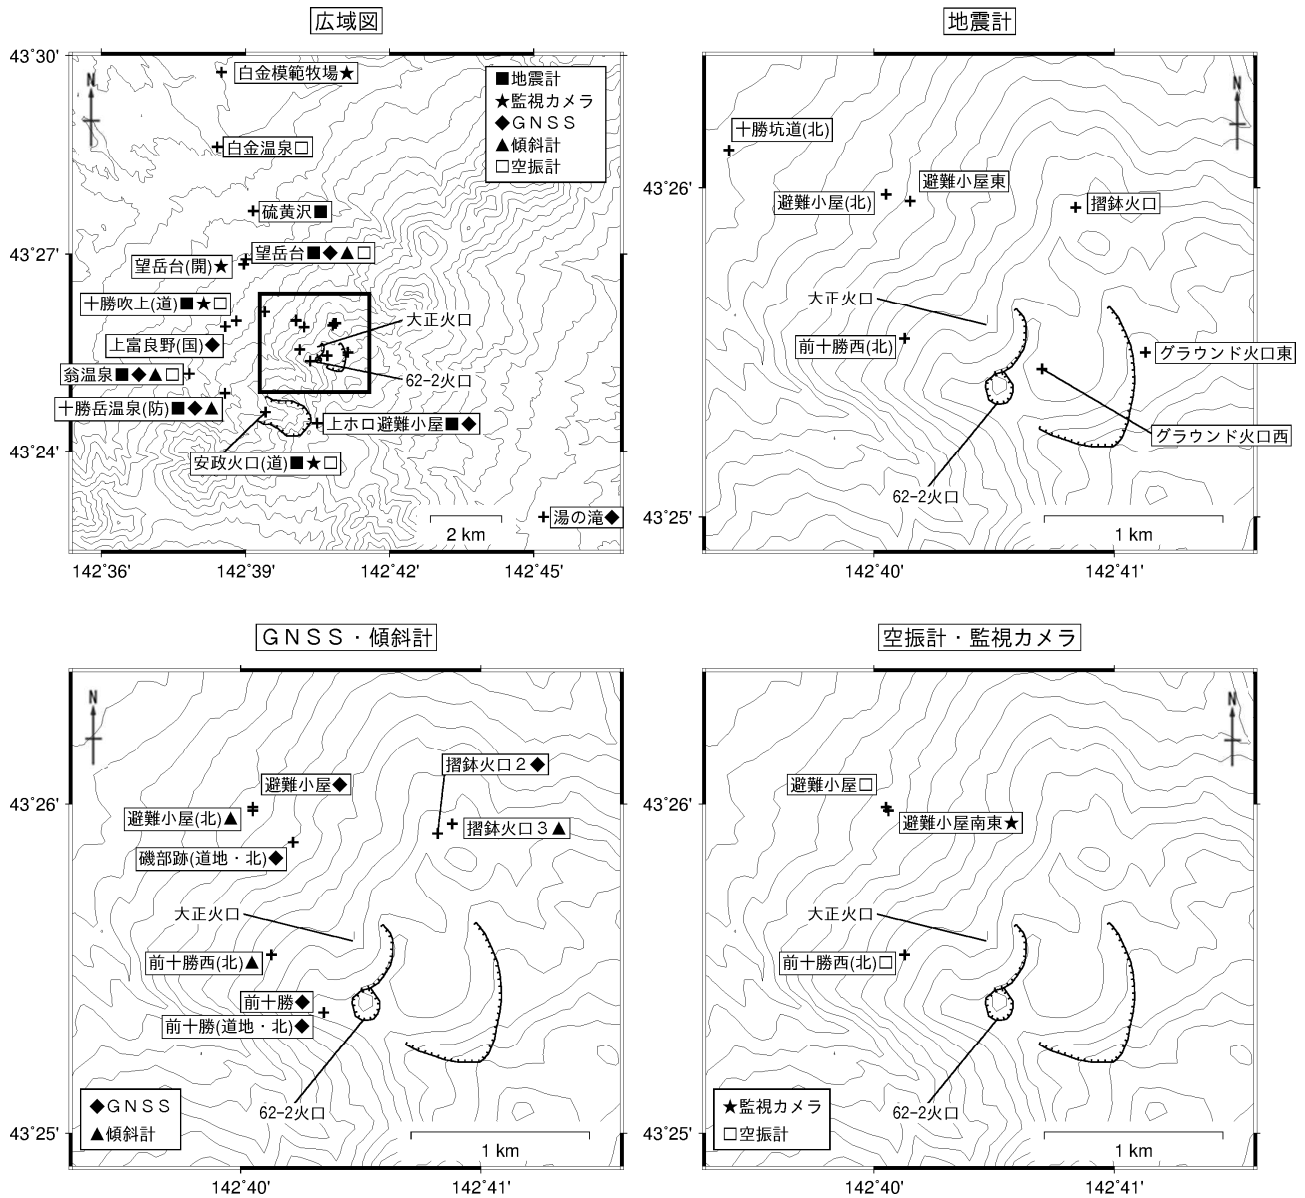 広域図
43°30'
43°27'
43°24'
142°36'
142°39'
142°42'
142°45'
N
白金模範牧場★
■地震計
★監視カメラ
◆ＧＮＳＳ
▲傾斜計
□空振計
白金温泉□
硫黄沢■
望岳台■◆▲□
望岳台(開)★
十勝吹上(道)■★□
大正火口
上富良野(国)◆
翁温泉■◆▲□
62-2火口
十勝岳温泉(防)■◆▲
上ホロ避難小屋■◆
安政火口(道)■★□
湯の滝◆
2 km
地震計
N
十勝坑道(北)
43°26'
避難小屋東
避難小屋(北)
摺鉢火口
大正火口
前十勝西(北)
グラウンド火口東
グラウンド火口西
62-2火口
43°25'
1 km
142°40'
142°41'
ＧＮＳＳ・傾斜計
N
摺鉢火口２◆
避難小屋◆
43°26'
避難小屋(北)▲
摺鉢火口３▲
磯部跡(道地・北)◆
大正火口
前十勝西(北)▲
前十勝◆
前十勝(道地・北)◆
62-2火口
◆ＧＮＳＳ
▲傾斜計
43°25'
1 km
142°40'
142°41'
空振計・監視カメラ
N
避難小屋□
43°26'
避難小屋南東★
大正火口
前十勝西(北)□
62-2火口
★監視カメラ
□空振計
43°25'
1 km
142°40'
142°41'